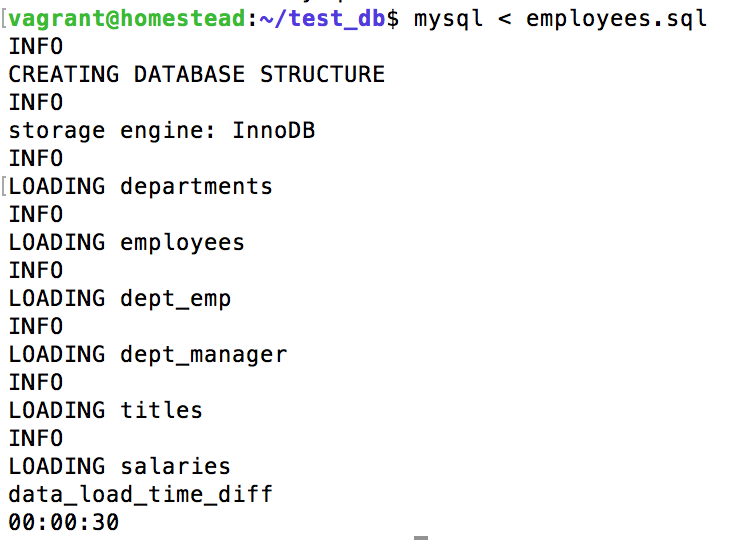 [vagrant@homestead:~/test_db$ mysql < employees.sql
INFO
CREATING DATABASE STRUCTURE
INFO
storage engine: InnoDB
INFO
[LOADING departments
INFO
LOADING employees
INFO
LOADING dept_emp
INFO
LOADING dept_manager
INFO
LOADING titles
INFO
LOADING salaries
data_load_time_diff
00:00:30